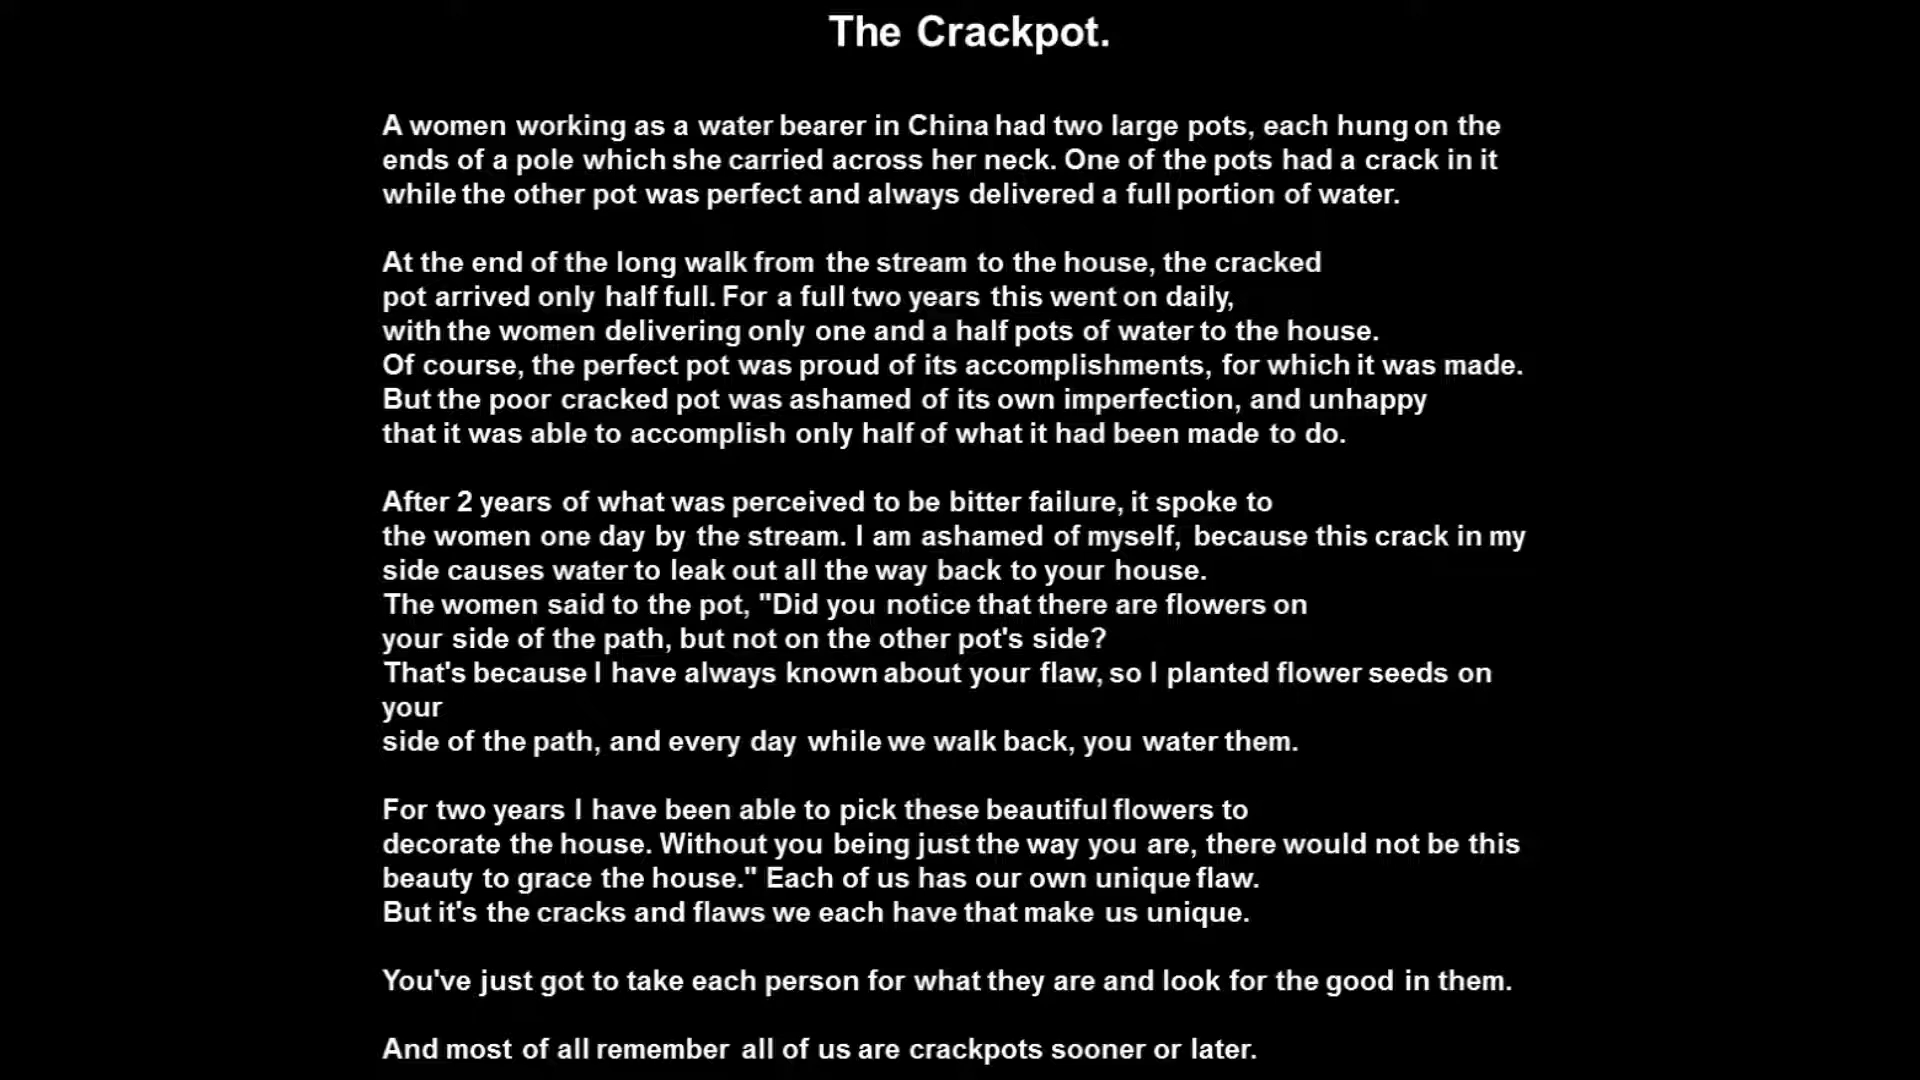 The Crackpot.
A women working as a water bearer in China had two large pots, each hung on the
ends of a pole which she carried across her neck. One of the pots had a crack in it
while the other pot was perfect and always delivered a full portion of water.
At the end of the long walk from the stream to the house, the cracked
pot arrived only half full. For a full two years this went on daily,
with the women delivering only one and a half pots of water to the house.
Of course, the perfect pot was proud of its accomplishments, for which it was made.
But the poor cracked pot was ashamed of its own imperfection, and unhappy
that it was able to accomplish only half of what it had been made to do.
After 2 years of what was perceived to be bitter failure, it spoke to
the women one day by the stream. I am ashamed of myself, because this crack in my
side causes water to leak out all the way back to your house.
The women said to the pot, "Did you notice that there are flowers on
your side of the path, but not on the other pot's side?
That's because I have always known about your flaw, so I planted flower seeds on
your
side of the path, and every day while we walk back, you water them.
For two years I have been able to pick these beautiful flowers to
decorate the house. Without you being just the way you are, there would not be this
beauty to grace the house." Each of us has our own unique flaw.
But it's the cracks and flaws we each have that make us unique.
You've just got to take each person for what they are and look for the good in them.
And most of all remember all of us are crackpots sooner or later.